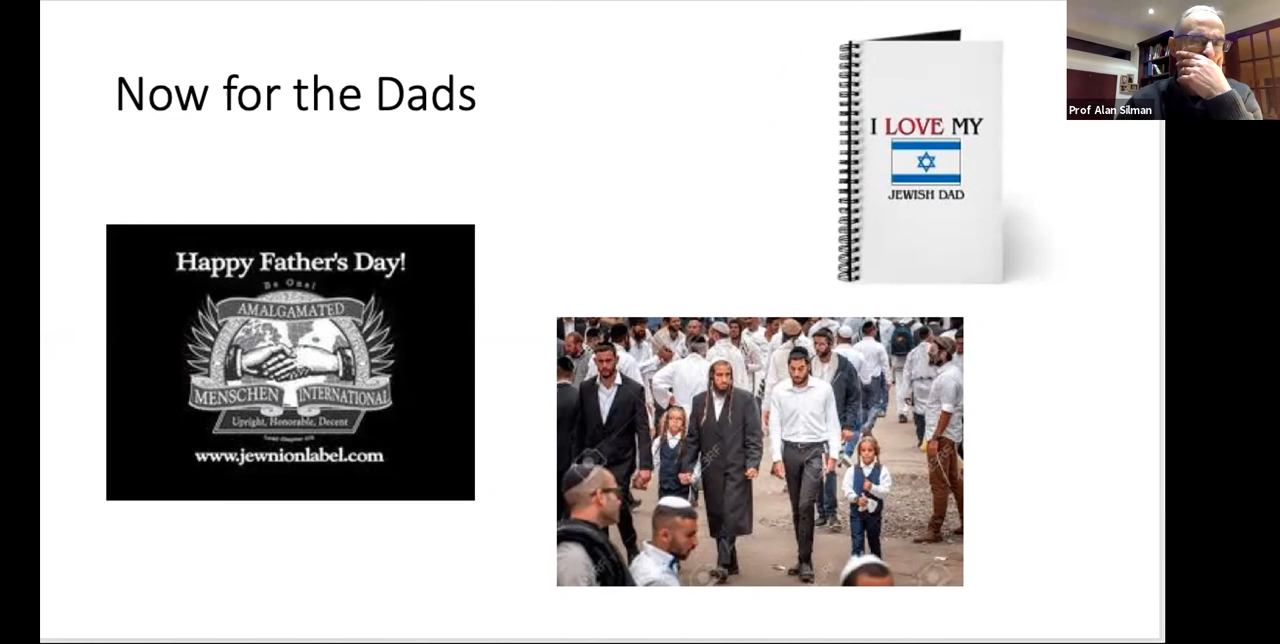 Now for the Dads
I LOVE MY
JEWISH DAD
Prof Alan Silman
Happy Father's Day!
Be One!
AMALGAMATED
MENSCHEN INTERNATIONAL
Upright, Honorable, Decent
www.jewnionlabel.com